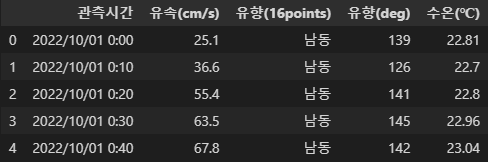 관측시간 유속(cm/s) 유향(16points) 유향(deg) 수온(℃)
0 2022/10/01 0:00 25.1 남동 139 22.81
1 2022/10/01 0:10 36.6 남동 126 22.7
2 2022/10/01 0:20 55.4 남동 141 22.8
3 2022/10/01 0:30 63.5 남동 145 22.96
4 2022/10/01 0:40 67.8 남동 142 23.04